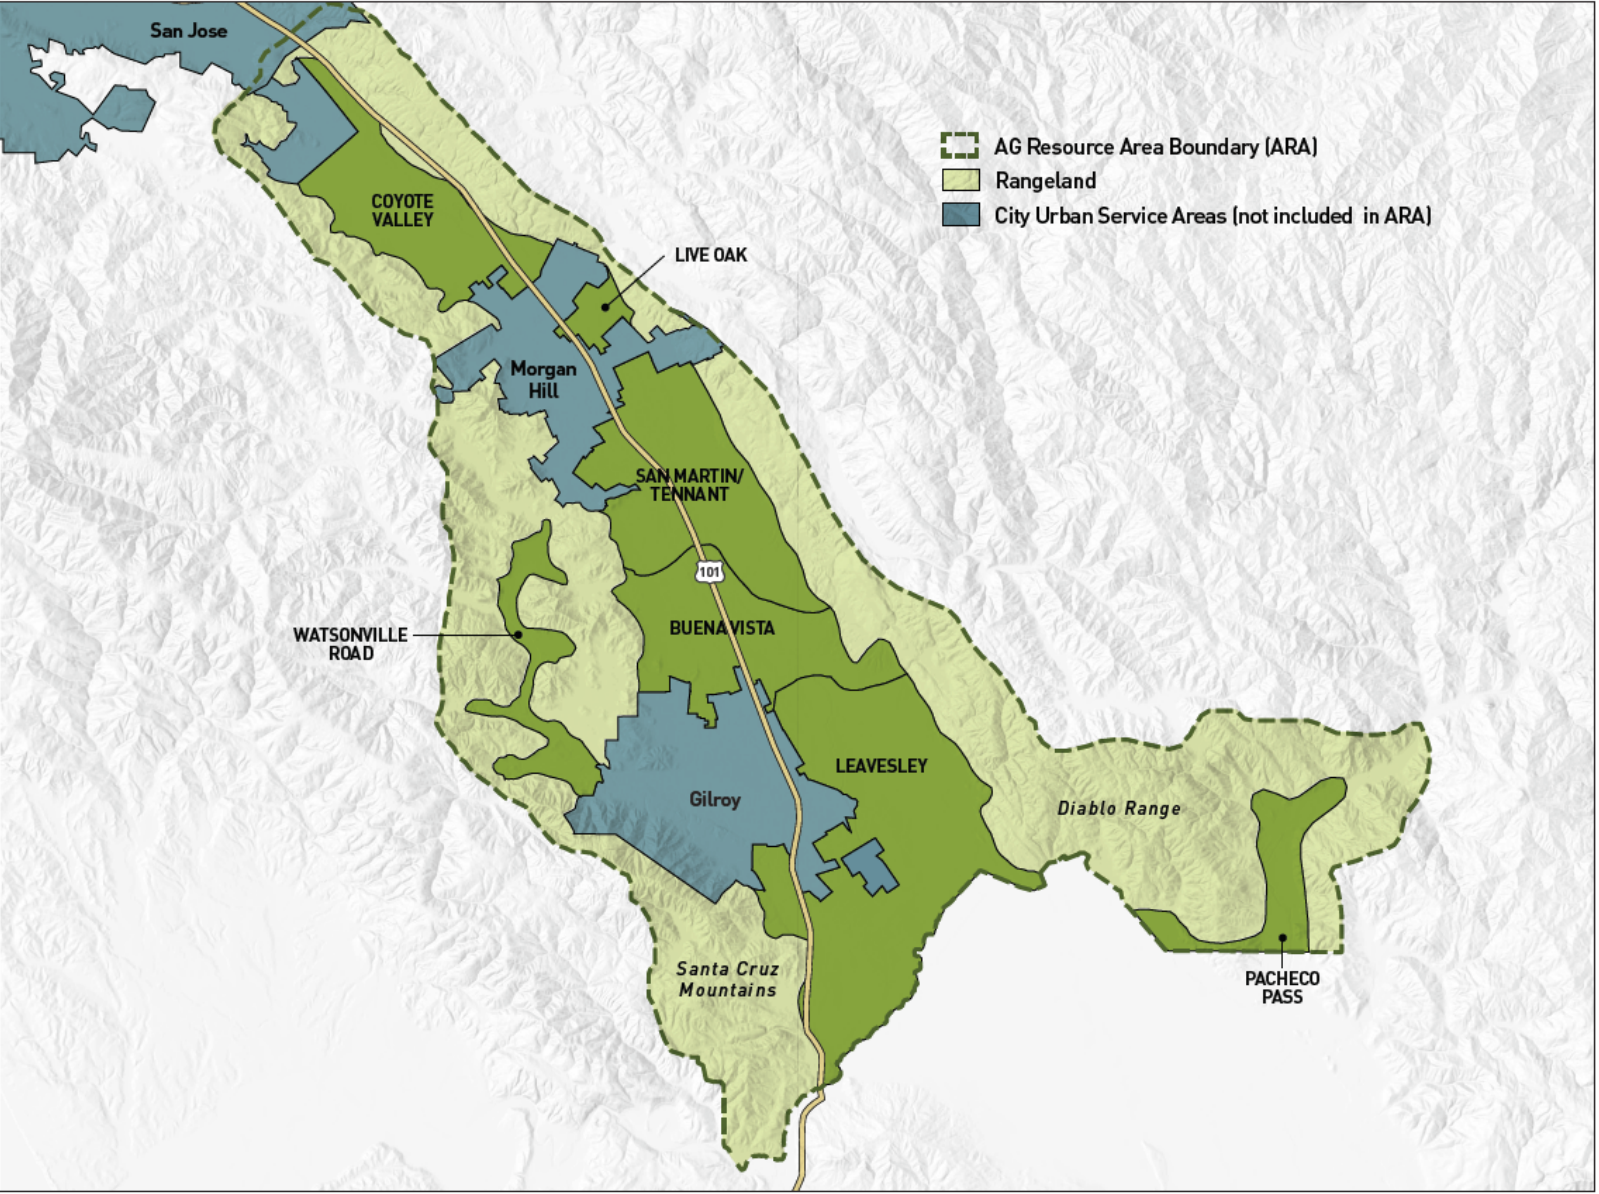 San Jose
AG Resource Area Boundary (ARA)
Rangeland
City Urban Service Areas (not included in ARA)
COYOTE
VALLEY
LIVE OAK
Morgan
Hill
SAN MARTIN/
TENNANT
101
BUENA VISTA
WATSONVILLE
ROAD
LEAVESLEY
Gilroy
Diablo Range
Santa Cruz
Mountains
PACHECO
PASS